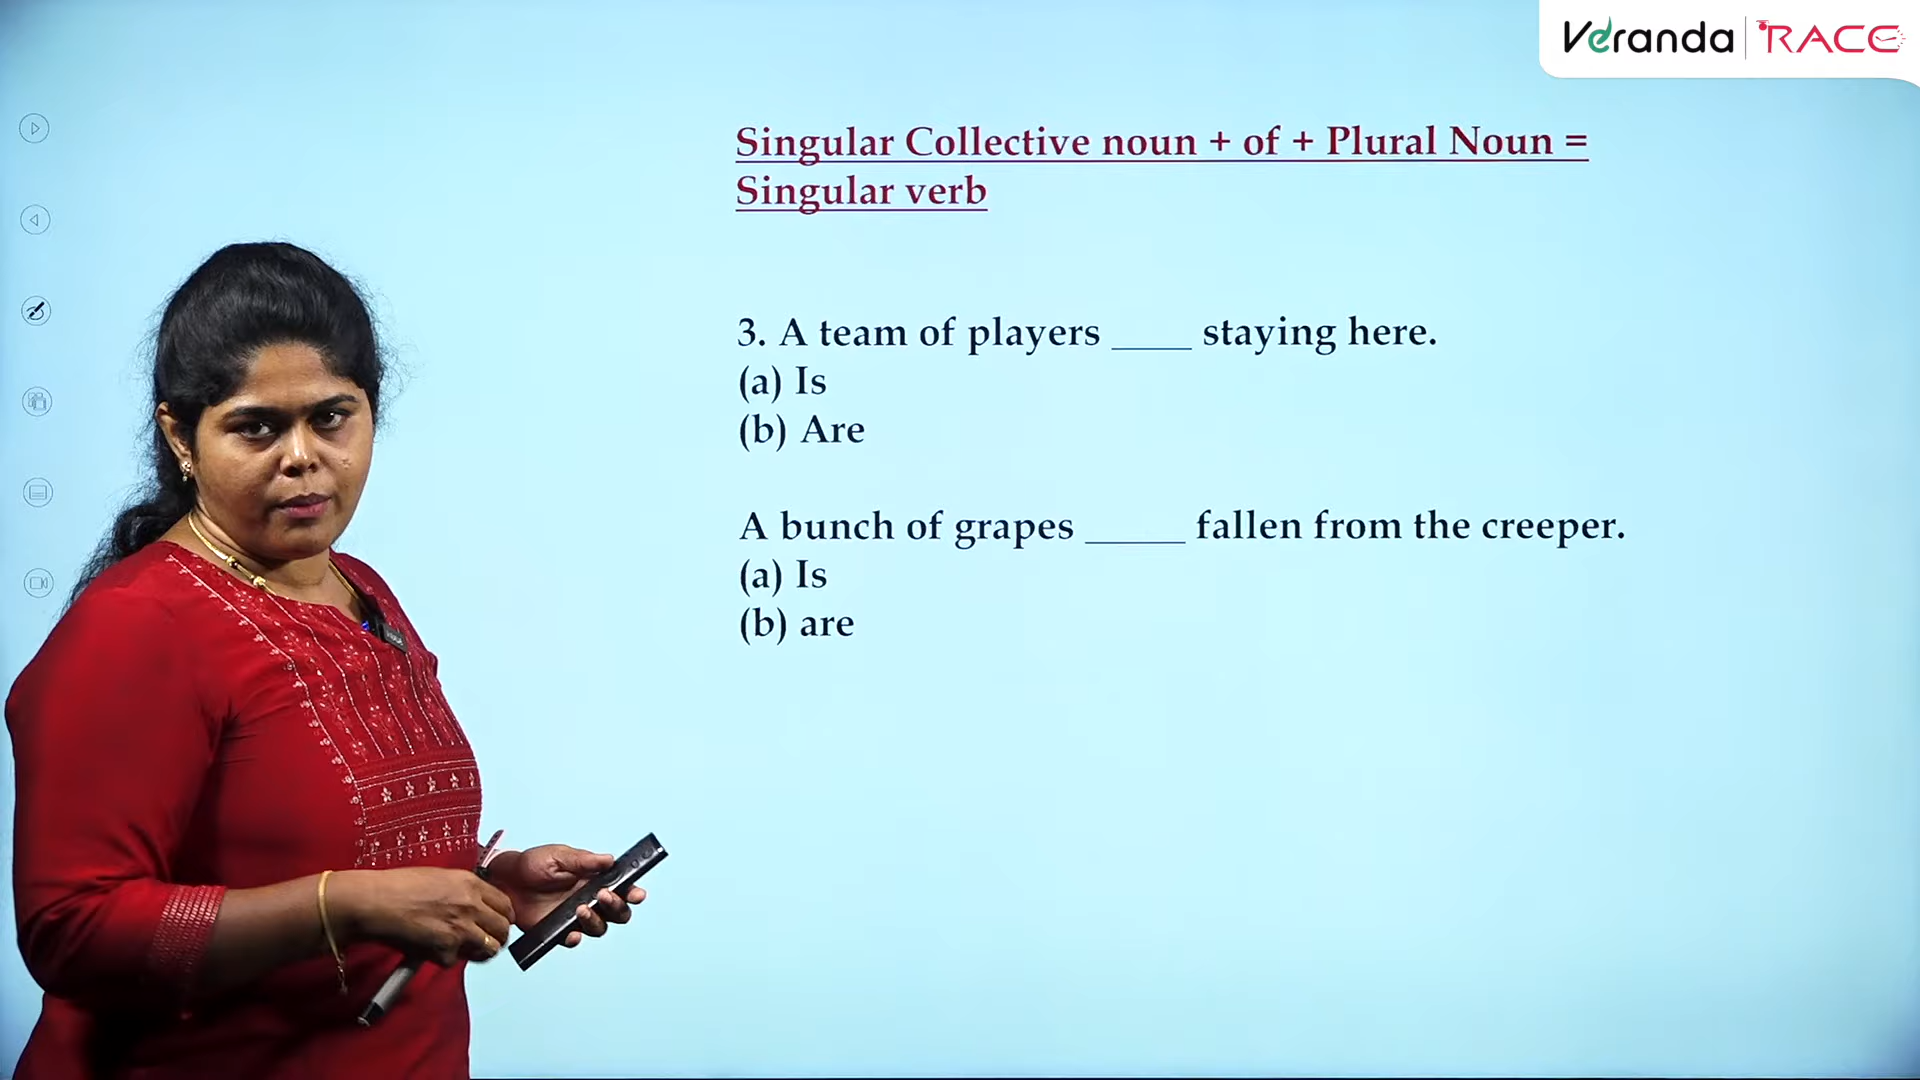 Veranda RACE
Singular Collective noun + of + Plural Noun =
Singular verb
3. A team of players ____ staying here.
(a) Is
(b) Are
A bunch of grapes _____ fallen from the creeper.
(a) Is
(b) are